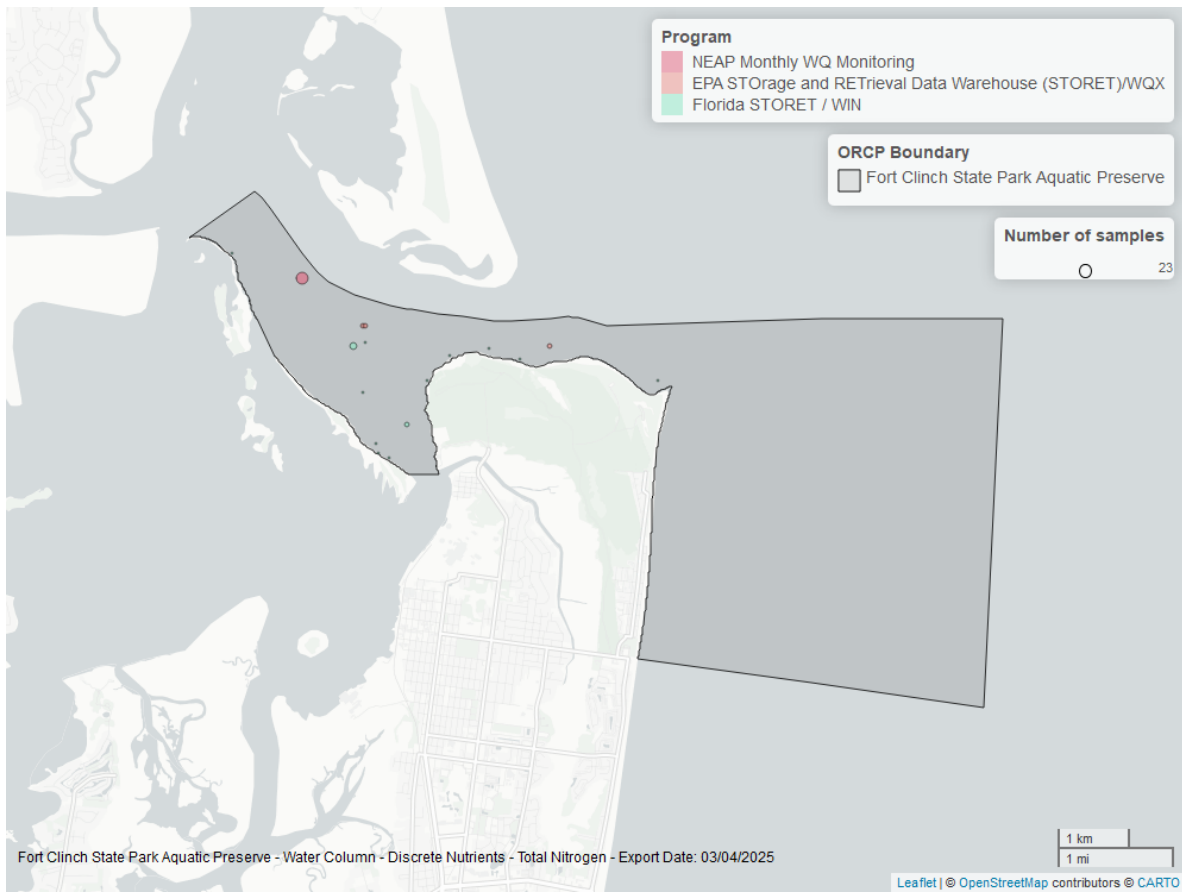 Program
NEAP Monthly WQ Monitoring
EPA STOrage and RETrieval Data Warehouse (STORET)/WQX
Florida STORET / WIN
ORCP Boundary
Fort Clinch State Park Aquatic Preserve
Number of samples
23
1 km
1 mi
Fort Clinch State Park Aquatic Preserve - Water Column - Discrete Nutrients - Total Nitrogen - Export Date: 03/04/2025
Leaflet | © OpenStreetMap contributors © CARTO